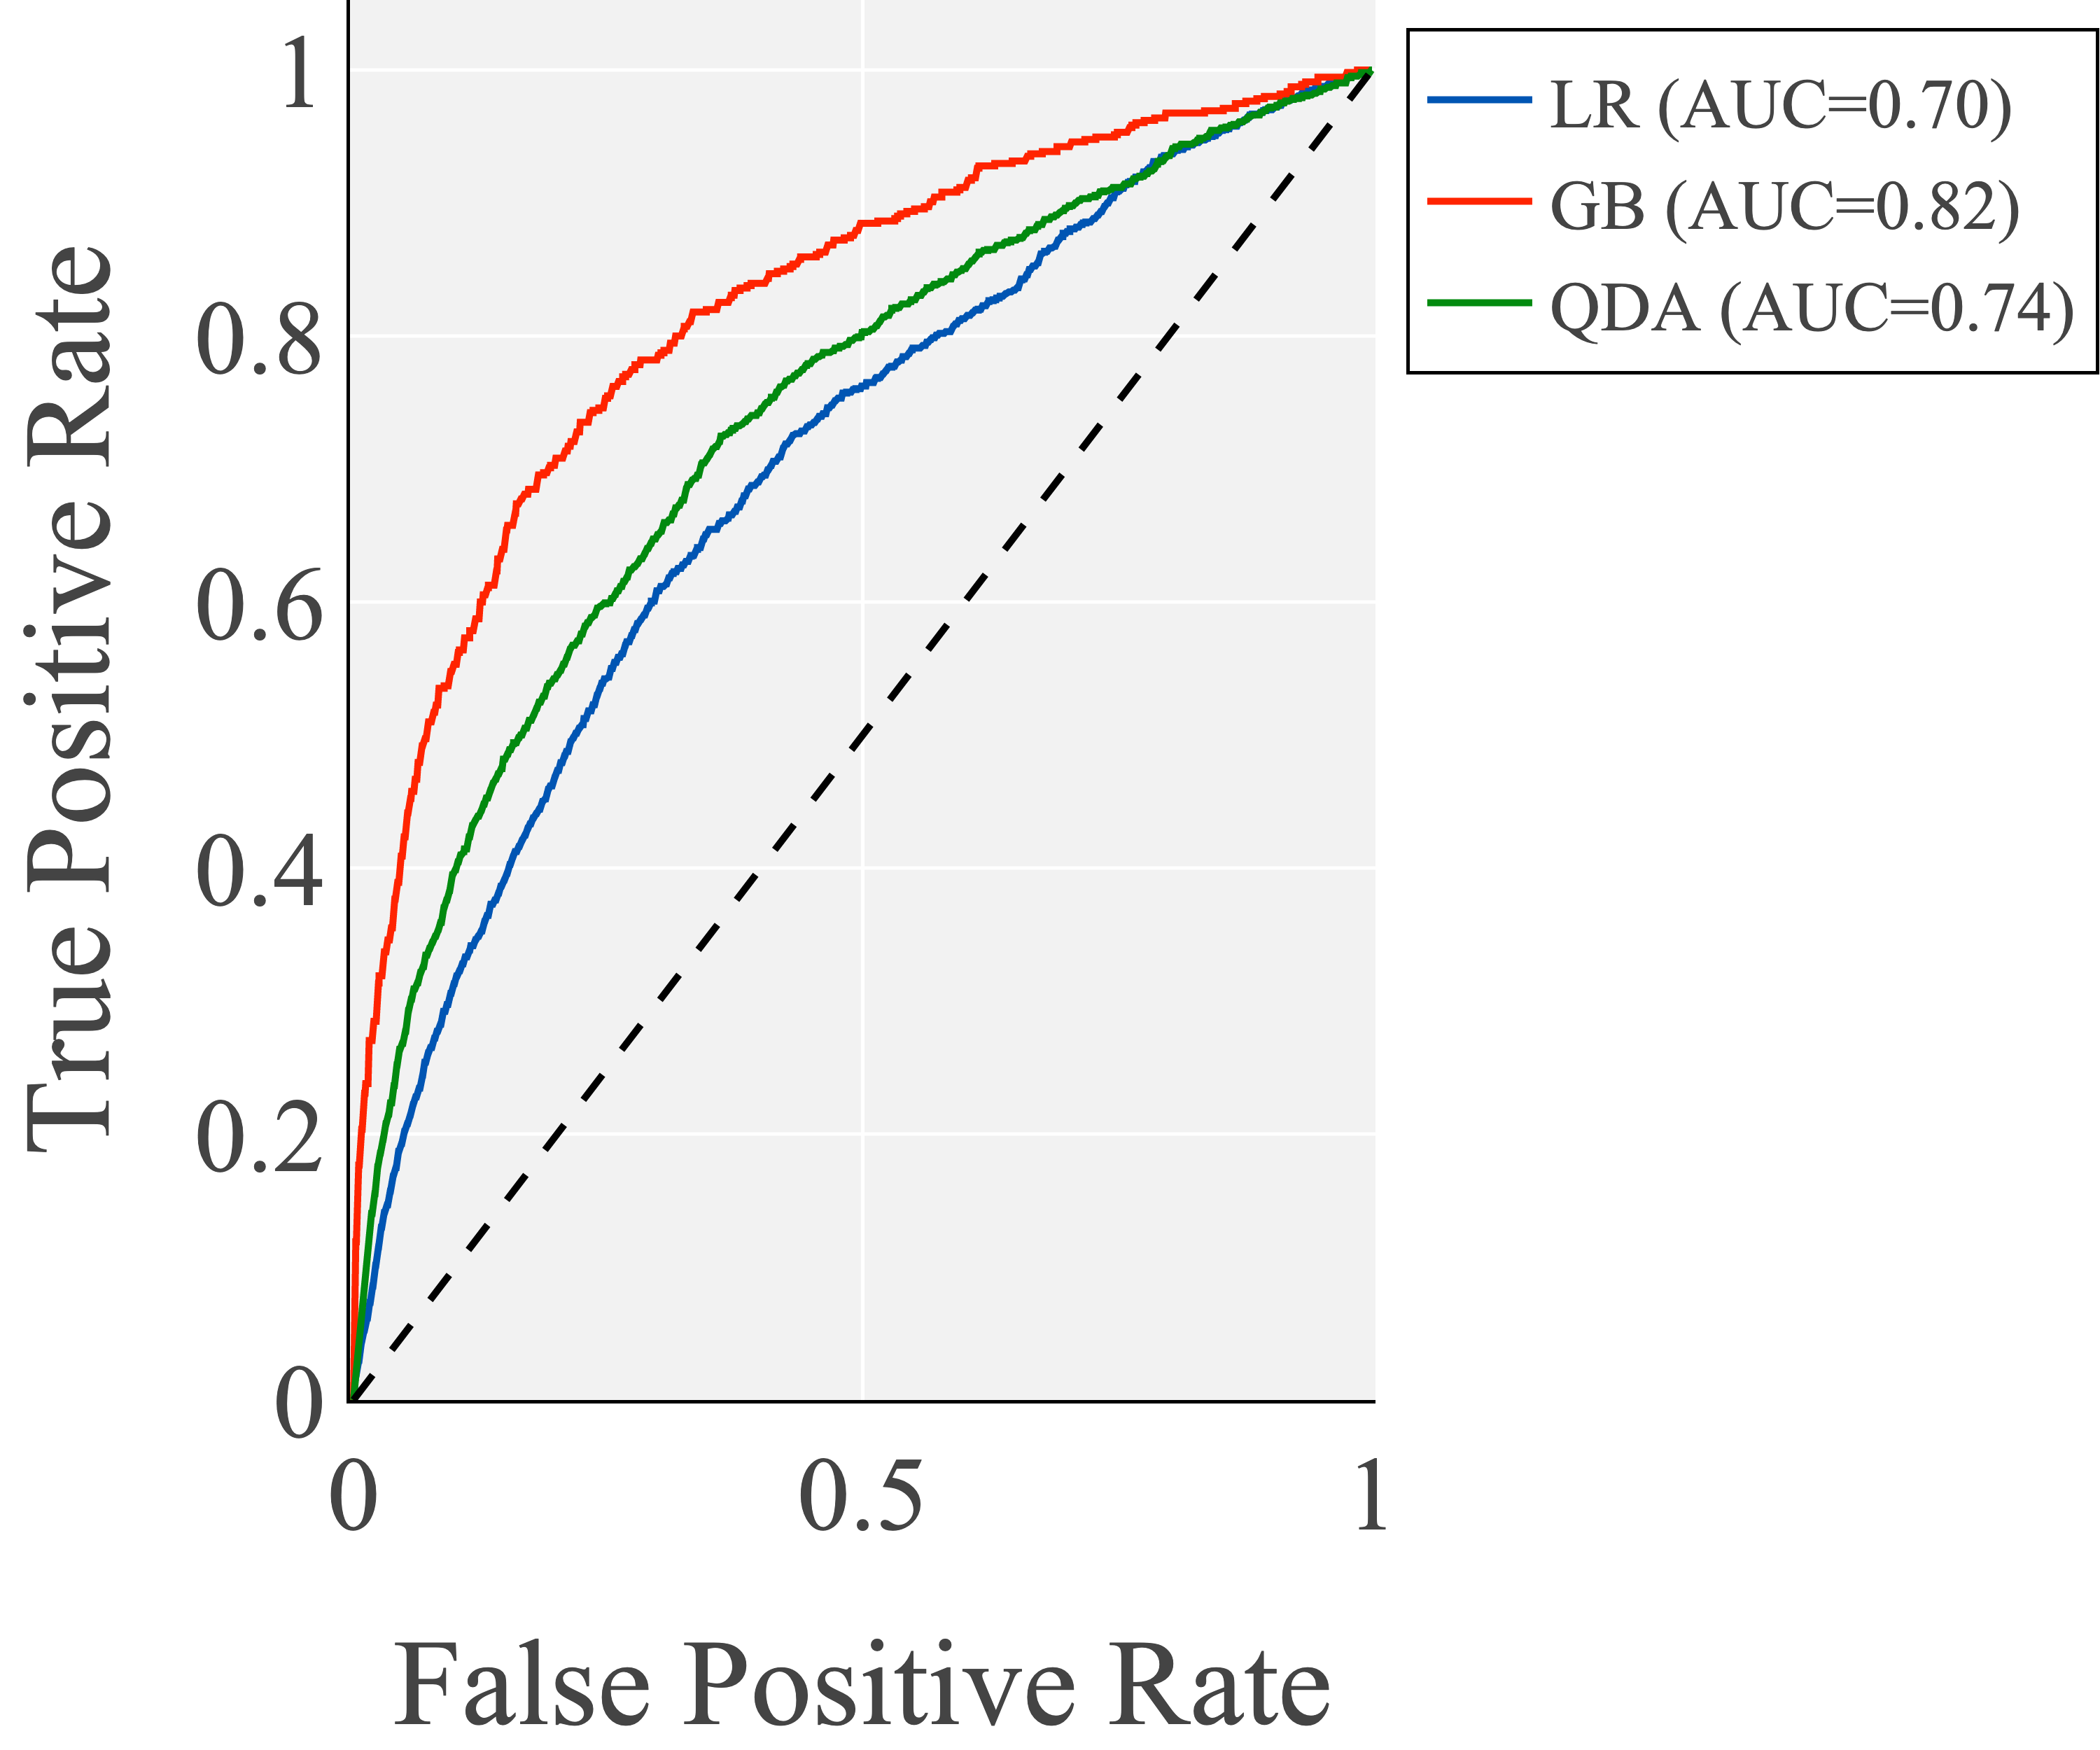 True Positive Rate
1
0.8
0.6
0.4
0.2
0
0
0.5
1
False Positive Rate
LR (AUC=0.70)
GB (AUC=0.82)
QDA (AUC=0.74)